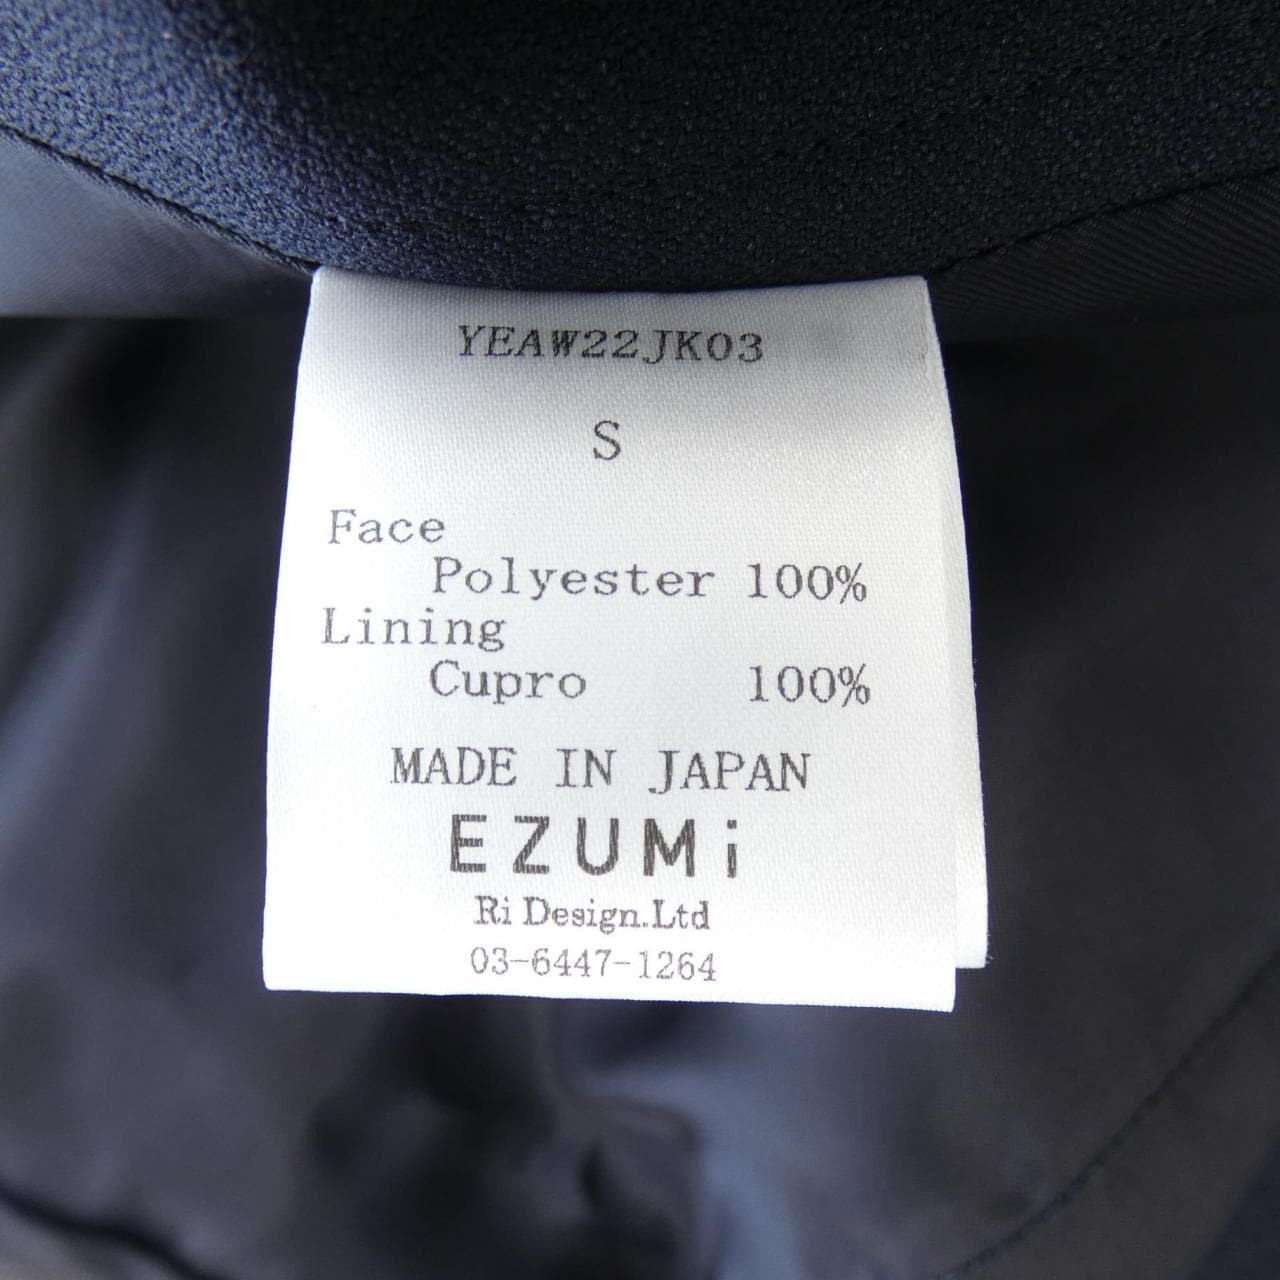 YEAW22JK03
S
Face
Polyester 100%
Lining
Cupro 100%
MADE IN JAPAN
EZUMi
Ri Design.Ltd
03-6447-1264